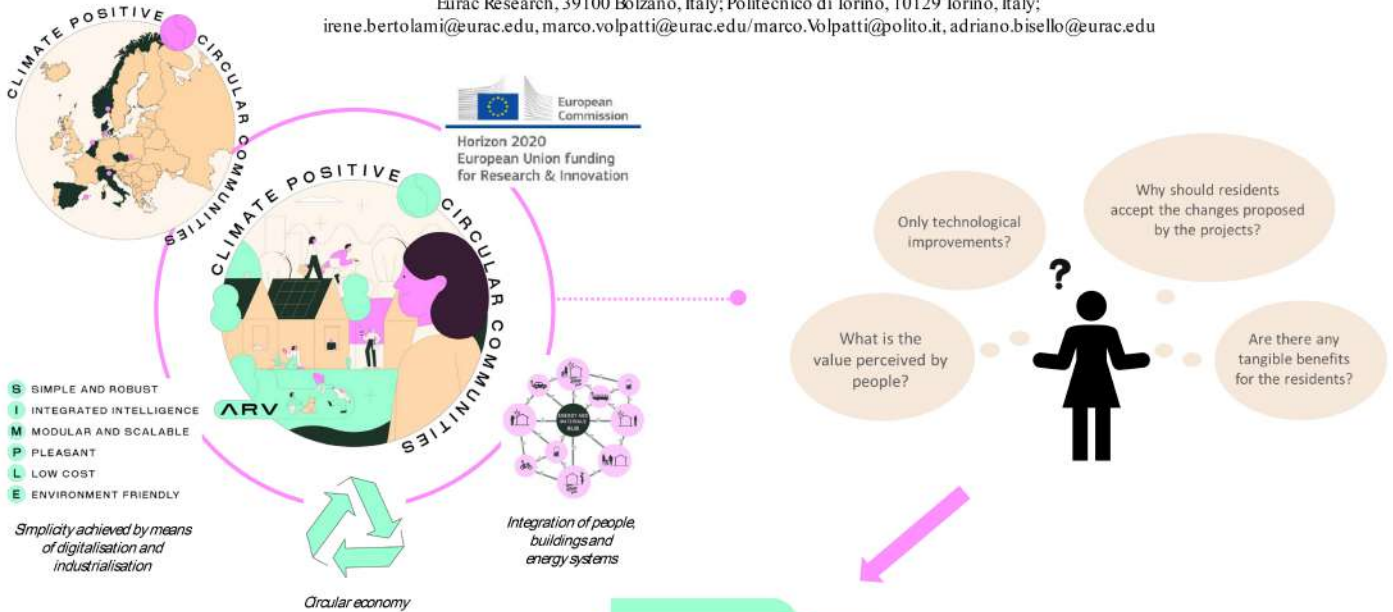 Eurac Research, 39100 Bolzano, Italy; Politecnico di Torino, 10129 Torino, Italy;
irene.bertolami@eurac.edu, marco.volpatti@eurac.edu/marco.Volpatti@polito.it, adriano.bisello@eurac.edu
CLIMATE POSITIVE
CIRCULAR COMMUNITIES
European
Commission
Horizon 2020
European Union funding
for Research & Innovation
CLIMATE POSITIVE
CIRCULAR COMMUNITIES
ARV
S SIMPLE AND ROBUST
I INTEGRATED INTELLIGENCE
M MODULAR AND SCALABLE
P PLEASANT
L LOW COST
E ENVIRONMENT FRIENDLY
Simplicity achieved by means
of digitalisation and
industrialisation
Circular economy
ENERGY AND
MATERIALS
HUB
Integration of people,
buildings and
energy systems
Only technological
improvements?
Why should residents
accept the changes proposed
by the projects?
?
What is the
value perceived by
people?
Are there any
tangible benefits
for the residents?